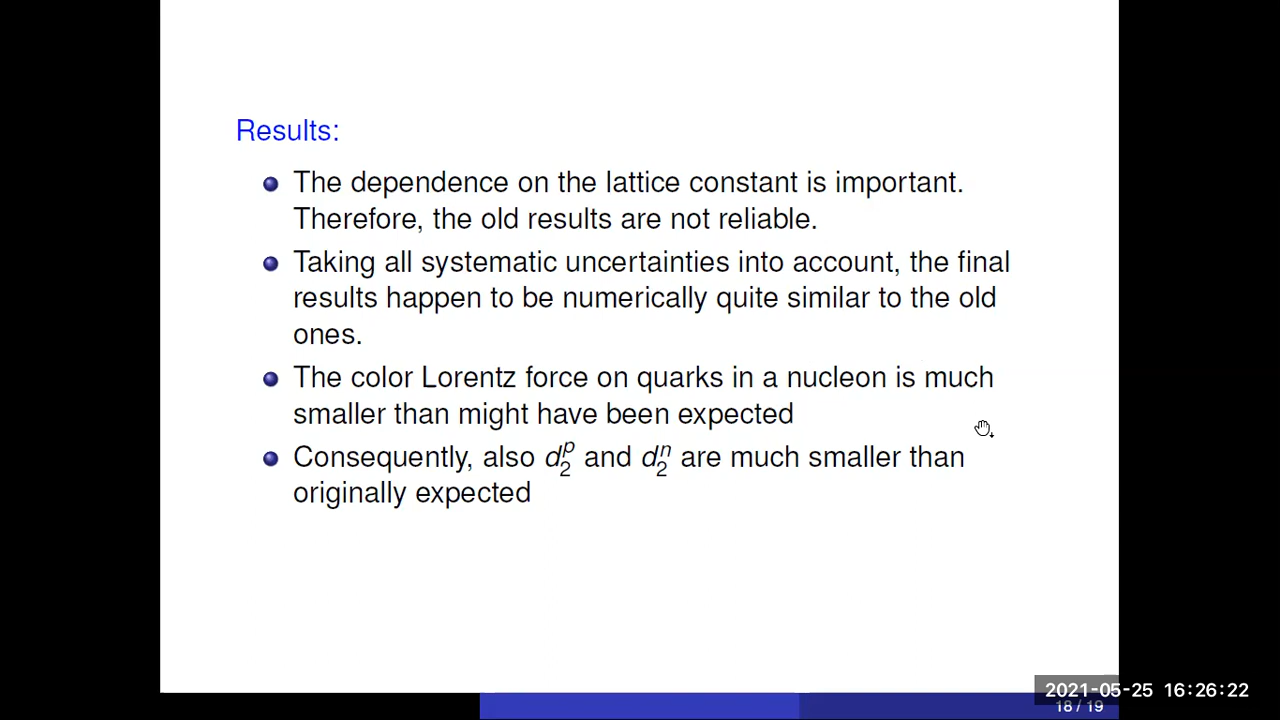 Results:
The dependence on the lattice constant is important.
Therefore, the old results are not reliable.
Taking all systematic uncertainties into account, the final
results happen to be numerically quite similar to the old
ones.
The color Lorentz force on quarks in a nucleon is much
smaller than might have been expected
Consequently, also d₂ᵖ and d₂ⁿ are much smaller than
originally expected
2021-05-25 16:26:22
18 / 19